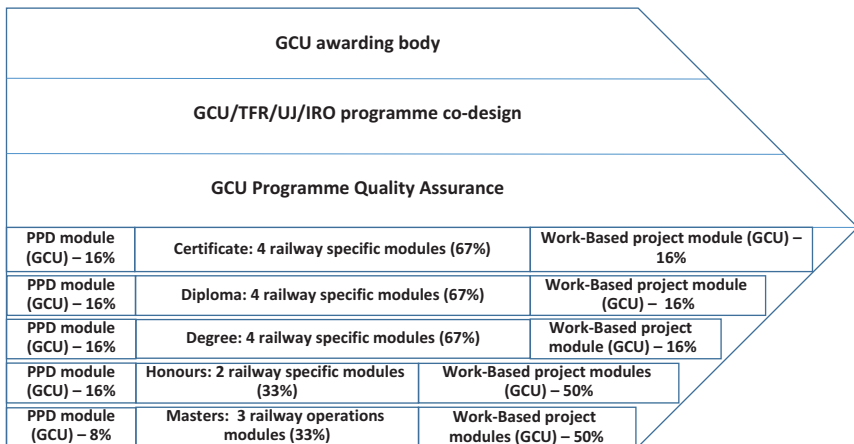 GCU awarding body
GCU/TFR/UJ/IRO programme co-design
GCU Programme Quality Assurance
PPD module
(GCU) – 16%
Certificate: 4 railway specific modules (67%)
Work-Based project module (GCU) –
16%
PPD module
(GCU) – 16%
Diploma: 4 railway specific modules (67%)
Work-Based project module
(GCU) – 16%
PPD module
(GCU) – 16%
Degree: 4 railway specific modules (67%)
Work-Based project
module (GCU) – 16%
PPD module
(GCU) – 16%
Honours: 2 railway specific modules
(33%)
Work-Based project modules
(GCU) – 50%
PPD module
(GCU) – 8%
Masters: 3 railway operations
modules (33%)
Work-Based project
modules (GCU) – 50%